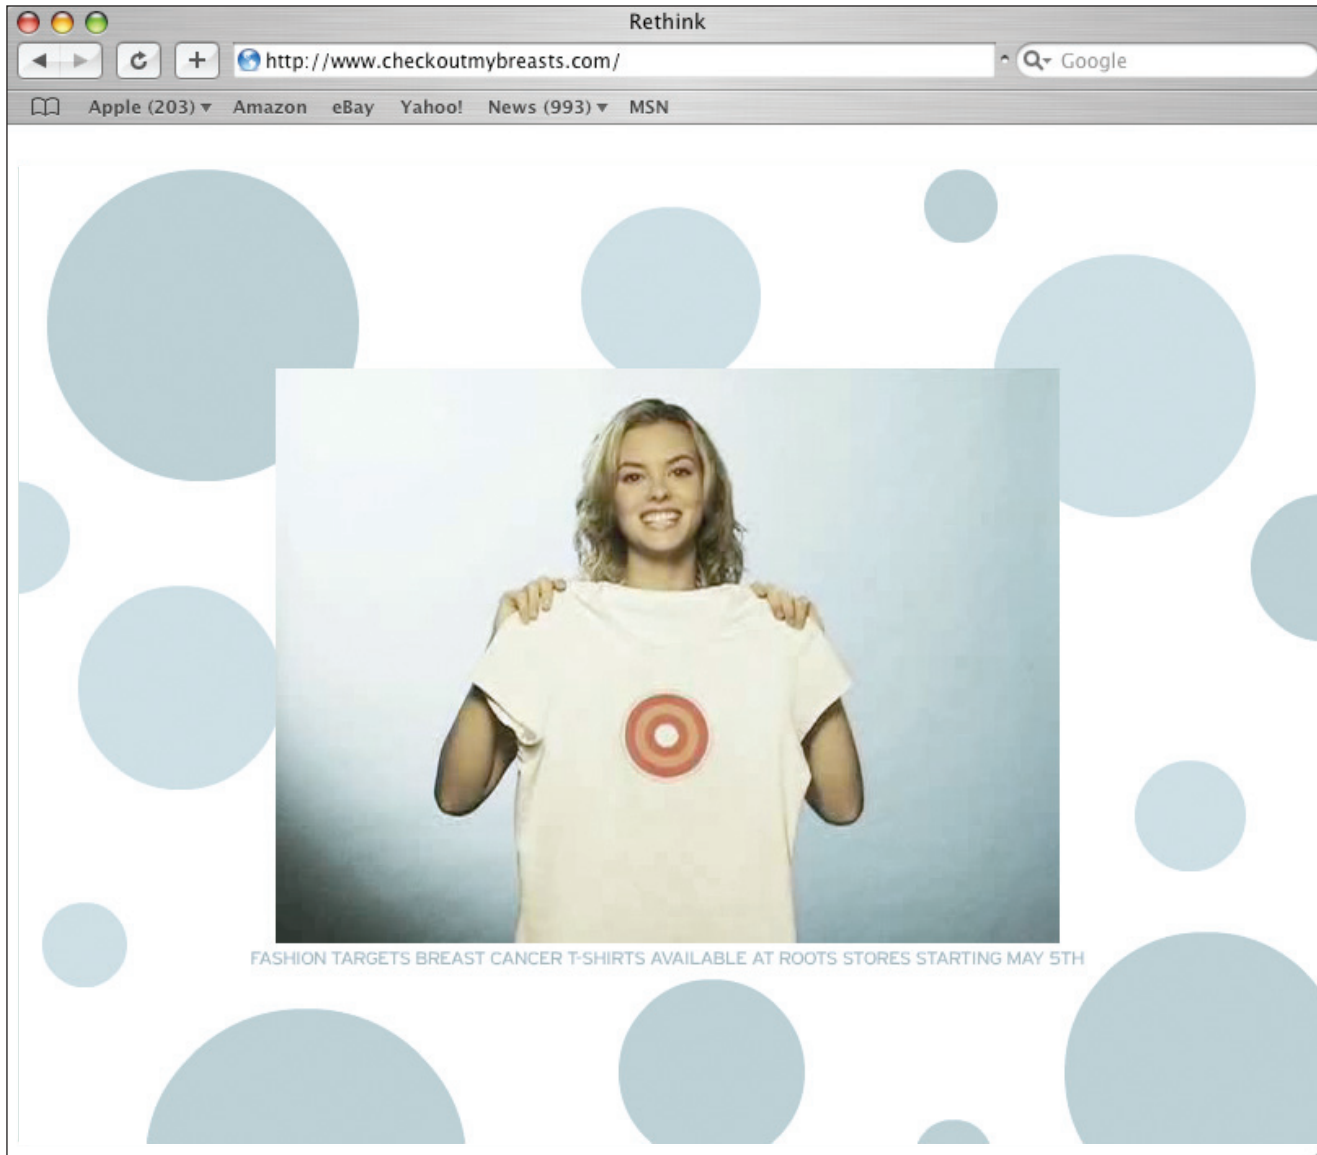 Rethink
http://www.checkoutmybreasts.com/
Google
Apple (203) Amazon eBay Yahoo! News (993) MSN
FASHION TARGETS BREAST CANCER T-SHIRTS AVAILABLE AT ROOTS STORES STARTING MAY 5TH